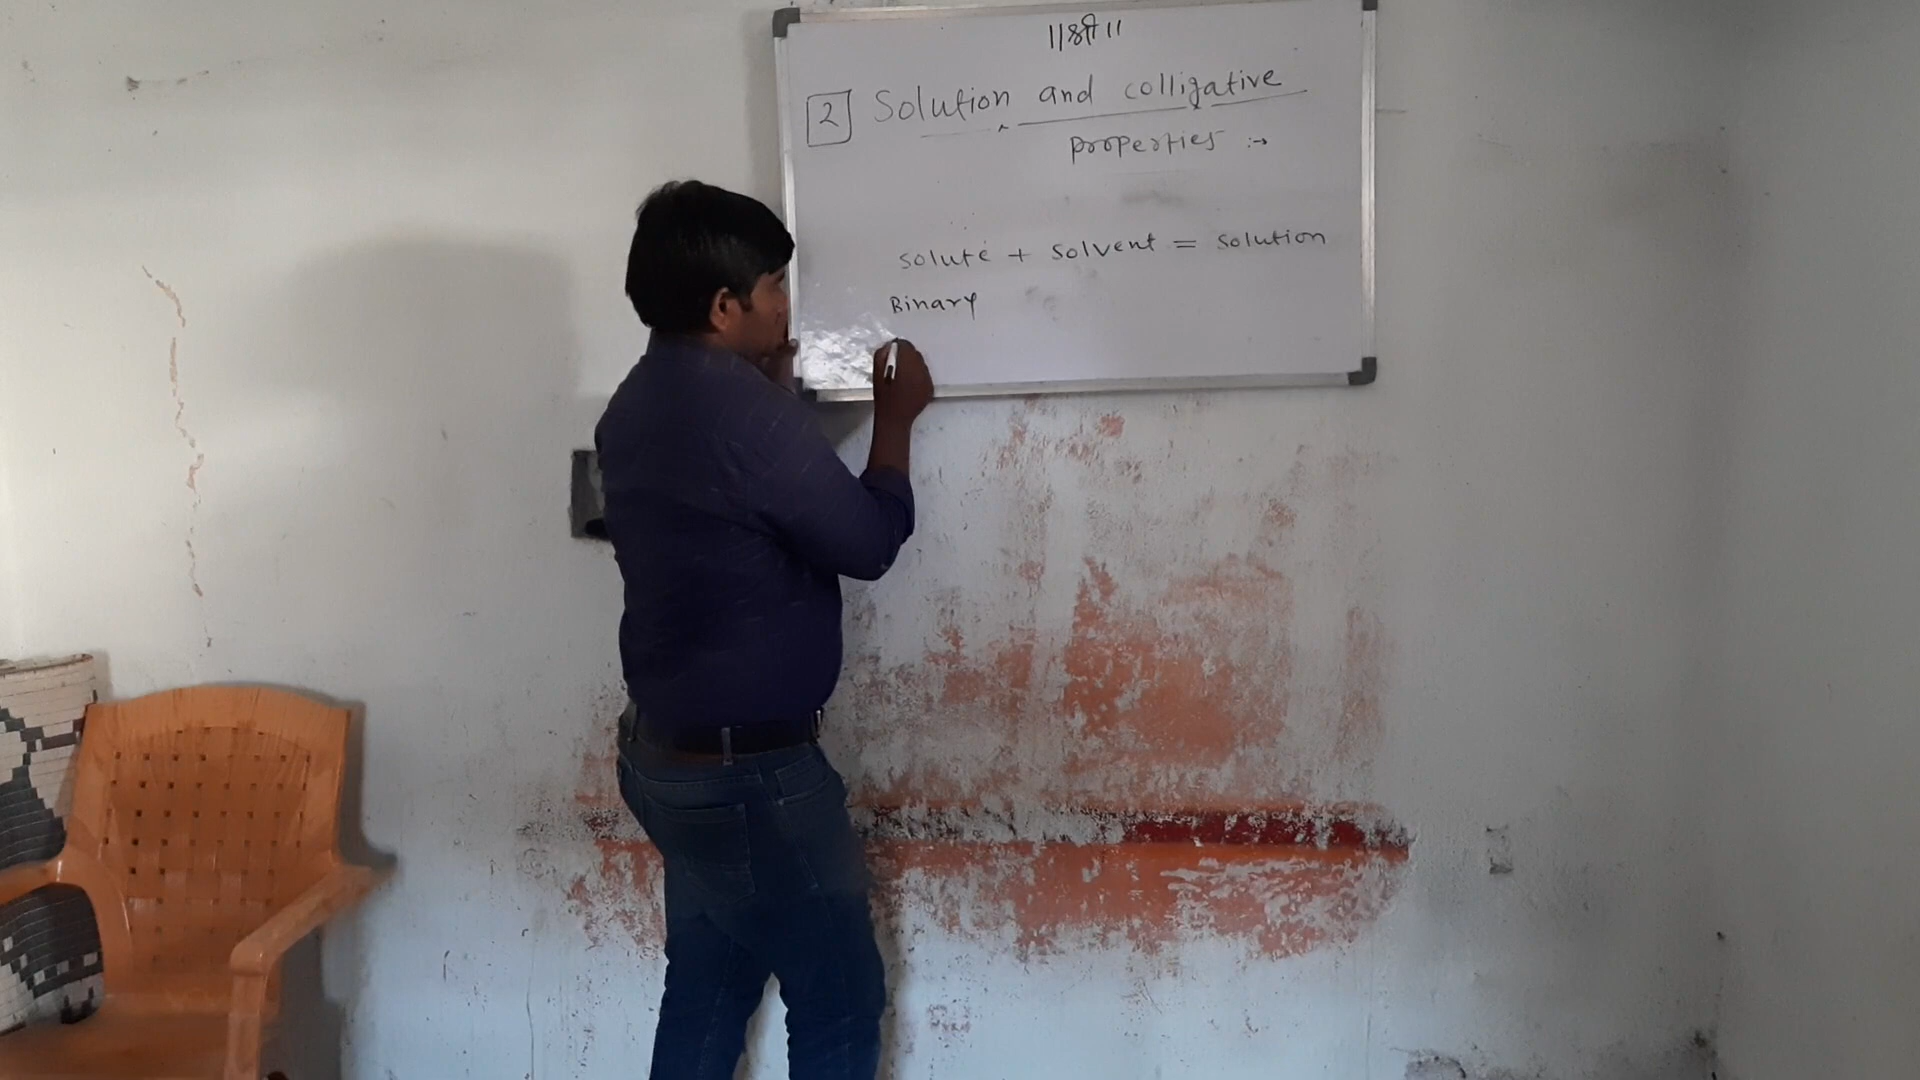 ॥श्री॥
2 Solution and colligative
properties :→
solute + solvent = solution
Binary